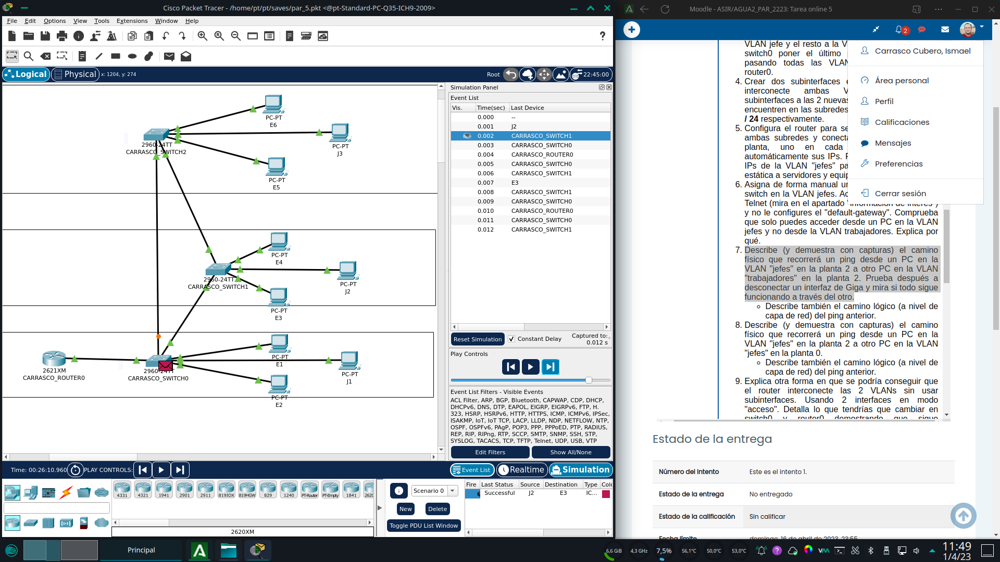 Cisco Packet Tracer - /home/pt/pt/saves/par_5.pkt <@pt-Standard-PC-Q35-ICH9-2009>
File Edit Options View Tools Extensions Window Help
Logical Physical x: 1204, y: 274
Root 22:45:00
PC-PT
E6
2960-24TT
CARRASCO_SWITCH2
PC-PT
J3
PC-PT
E5
PC-PT
E4
2960-24TT
CARRASCO_SWITCH1
PC-PT
J2
PC-PT
E3
PC-PT
E1
2621XM
CARRASCO_ROUTER0
2960-24TT
CARRASCO_SWITCH0
PC-PT
J1
PC-PT
E2
Simulation Panel
Event List
Vis. Time(sec) Last Device
0.000 --
0.001 J2
0.002 CARRASCO_SWITCH1
0.003 CARRASCO_SWITCH0
0.004 CARRASCO_ROUTER0
0.005 CARRASCO_SWITCH0
0.006 CARRASCO_SWITCH1
0.007 E3
0.008 CARRASCO_SWITCH1
0.009 CARRASCO_SWITCH0
0.010 CARRASCO_ROUTER0
0.011 CARRASCO_SWITCH0
0.012 CARRASCO_SWITCH1
Reset Simulation Constant Delay Captured to:
0.012 s
Play Controls
Event List Filters - Visible Events
ACL Filter, ARP, BGP, Bluetooth, CAPWAP, CDP, DHCP,
DHCPv6, DNS, DTP, EAPOL, EIGRP, EIGRPv6, FTP, H.
323, HSRP, HSRPv6, HTTP, HTTPS, ICMP, ICMPv6, IPSec,
ISAKMP, IoT, IoT TCP, LACP, LLDP, NDP, NETFLOW, NTP,
OSPF, OSPFv6, PAgP, POP3, PPP, PPPoED, PTP, RADIUS,
REP, RIP, RIPng, RTP, SCCP, SMTP, SNMP, SSH, STP,
SYSLOG, TACACS, TCP, TFTP, Telnet, UDP, USB, VTP
Edit Filters Show All/None
Time: 00:26:10.960 PLAY CONTROLS:
Event List Realtime Simulation
4331 4321 1941 2901 2911 819IOX 819HGW 829 1240 PT-Router PT-Empty 1841 2620
2620XM
Scenario 0
New Delete
Toggle PDU List Window
Fire Last Status Source Destination Type Colo
Successful J2 E3 IC...
Moodle - ASIR/AGUA2_PAR_2223: Tarea online 5
2
VLAN jefe y el resto a la V
switch0 poner el último
pasando todas las VLAN
router0.
4. Crear dos subinterfaces
interconecte ambas V
subinterfaces a las 2 nuevas
encuentren en las subredes
/ 24 respectivamente.
5. Configura el router para se
ambas subredes y conecta
planta, uno en cada
automáticamente sus IPs.
IPs de la VLAN "jefes" pa
estática a servidores y equip
6. Asigna de forma manual un
switch en la VLAN jefes. Ac
Telnet (mira en el apartado "información de interés")
y no le configures el "default-gateway". Comprueba
que solo puedes acceder desde un PC en la VLAN
jefes y no desde la VLAN trabajadores. Explica por
qué.
7. Describe (y demuestra con capturas) el camino
físico que recorrerá un ping desde un PC en la
VLAN "jefes" en la planta 2 a otro PC en la VLAN
"trabajadores" en la planta 2. Prueba después a
desconectar un interfaz de Giga y mira si todo sigue
funcionando a través del otro.
Describe también el camino lógico (a nivel de
capa de red) del ping anterior.
8. Describe (y demuestra con capturas) el camino
físico que recorrerá un ping desde un PC en la
VLAN "jefes" en la planta 2 a otro PC en la VLAN
"jefes" en la planta 0.
Describe también el camino lógico (a nivel de
capa de red) del ping anterior.
9. Explica otra forma en que se podría conseguir que
el router interconecte las 2 VLANs sin usar
subinterfaces. Usando 2 interfaces en modo
"acceso". Detalla lo que tendrías que cambiar en
switch0 y router0 demostrando que sigue
Carrasco Cubero, Ismael
Área personal
Perfil
Calificaciones
Mensajes
Preferencias
Cerrar sesión
Estado de la entrega
Número del intento Este es el intento 1.
Estado de la entrega No entregado
Estado de la calificación Sin calificar
Fecha límite domingo, 16 de abril de 2023, 23:55
Principal
6,6 GiB 4,3 GHz 7,5% 56,1°C 50,0°C 53,0°C
11:49
1/4/23